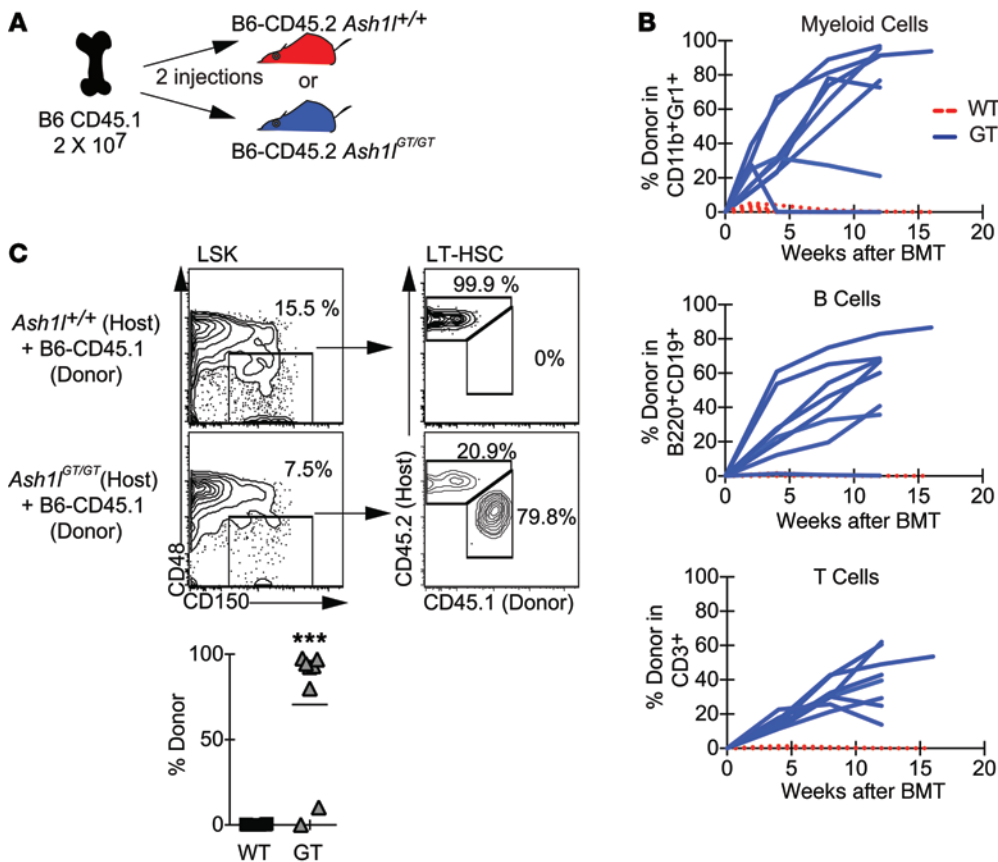 A
B6-CD45.2 Ash1l+/+
2 injections
or
B6 CD45.1
2 X 10⁷
B6-CD45.2 Ash1lGT/GT
B
Myeloid Cells
% Donor in
CD11b+Gr1+
100
80
60
40
20
0
0 5 10 15 20
Weeks after BMT
WT
GT
B Cells
% Donor in
B220+CD19+
100
80
60
40
20
0
0 5 10 15 20
Weeks after BMT
T Cells
% Donor in
CD3+
100
80
60
40
20
0
0 5 10 15 20
Weeks after BMT
C
LSK
LT-HSC
Ash1l+/+ (Host)
+ B6-CD45.1
(Donor)
15.5 %
99.9 %
0%
Ash1lGT/GT (Host)
+ B6-CD45.1
(Donor)
7.5%
20.9%
79.8%
CD48
CD150
CD45.2 (Host)
CD45.1 (Donor)
% Donor
100
50
0
***
WT GT